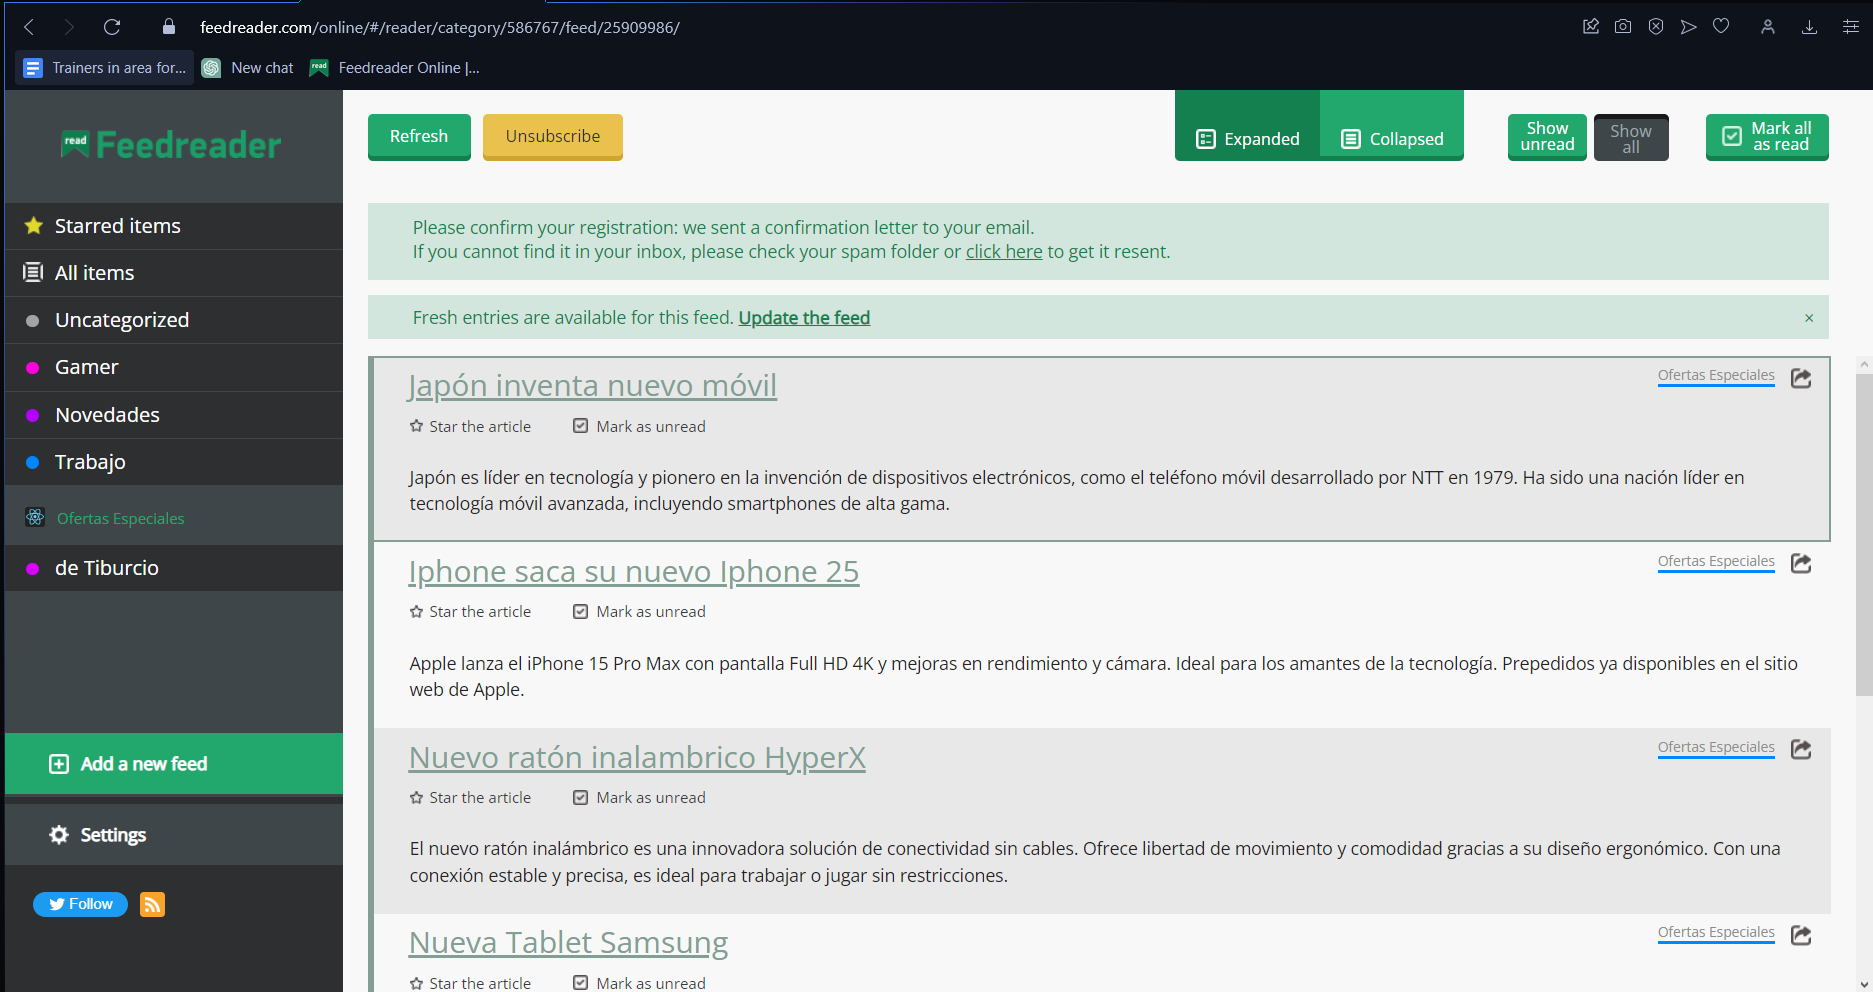 feedreader.com/online/#/reader/category/586767/feed/25909986/
Trainers in area for...
New chat
read
Feedreader Online |...
read Feedreader
Refresh
Unsubscribe
Expanded
Collapsed
Show
unread
Show
all
Mark all
as read
Starred items
All items
Uncategorized
Gamer
Novedades
Trabajo
Ofertas Especiales
de Tiburcio
Add a new feed
Settings
Follow
Please confirm your registration: we sent a confirmation letter to your email.
If you cannot find it in your inbox, please check your spam folder or click here to get it resent.
Fresh entries are available for this feed. Update the feed
×
Japón inventa nuevo móvil
Ofertas Especiales
Star the article
Mark as unread
Japón es líder en tecnología y pionero en la invención de dispositivos electrónicos, como el teléfono móvil desarrollado por NTT en 1979. Ha sido una nación líder en
tecnología móvil avanzada, incluyendo smartphones de alta gama.
Iphone saca su nuevo Iphone 25
Ofertas Especiales
Star the article
Mark as unread
Apple lanza el iPhone 15 Pro Max con pantalla Full HD 4K y mejoras en rendimiento y cámara. Ideal para los amantes de la tecnología. Prepedidos ya disponibles en el sitio
web de Apple.
Nuevo ratón inalambrico HyperX
Ofertas Especiales
Star the article
Mark as unread
El nuevo ratón inalámbrico es una innovadora solución de conectividad sin cables. Ofrece libertad de movimiento y comodidad gracias a su diseño ergonómico. Con una
conexión estable y precisa, es ideal para trabajar o jugar sin restricciones.
Nueva Tablet Samsung
Ofertas Especiales
Star the article
Mark as unread